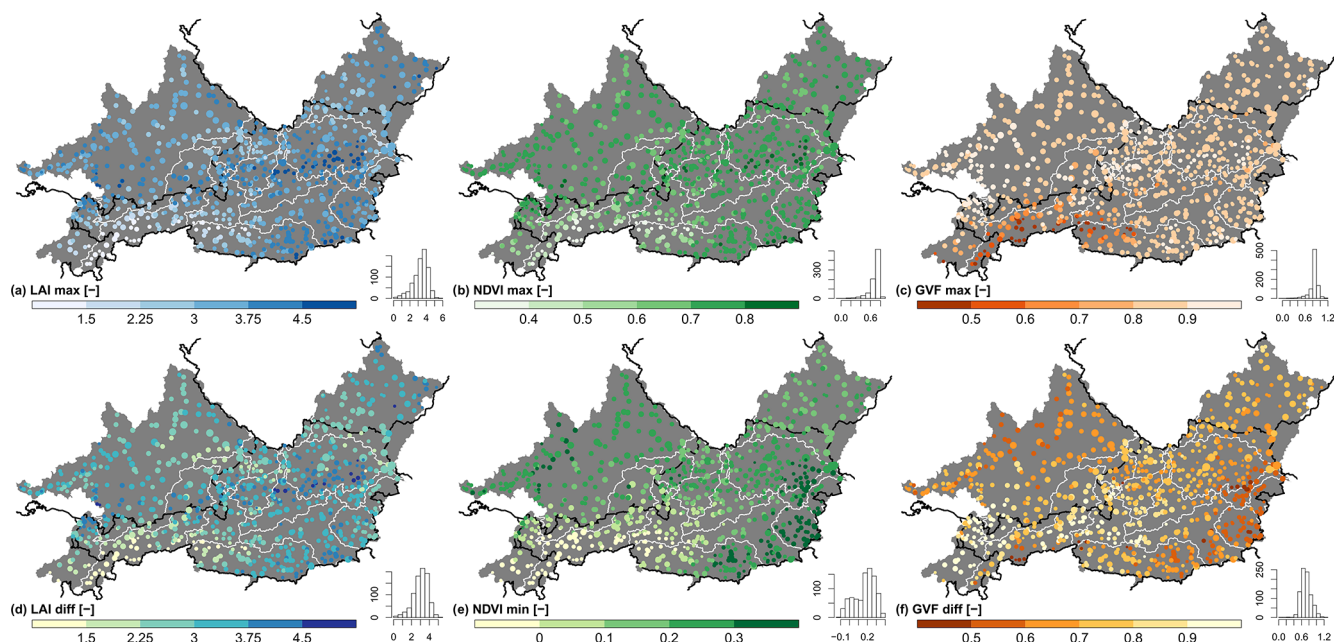 (a) LAI max [−]
1.5 2.25 3 3.75 4.5
0 100
0 2 4 6
(b) NDVI max [−]
0.4 0.5 0.6 0.7 0.8
0 300
0.0 0.6
(c) GVF max [−]
0.5 0.6 0.7 0.8 0.9
0 300 500
0.0 0.6 1.2
(d) LAI diff [−]
1.5 2.25 3 3.75 4.5
0 100
0 2 4
(e) NDVI min [−]
0 0.1 0.2 0.3
0 100
−0.1 0.2
(f) GVF diff [−]
0.5 0.6 0.7 0.8 0.9
0 150 250
0.0 0.6 1.2